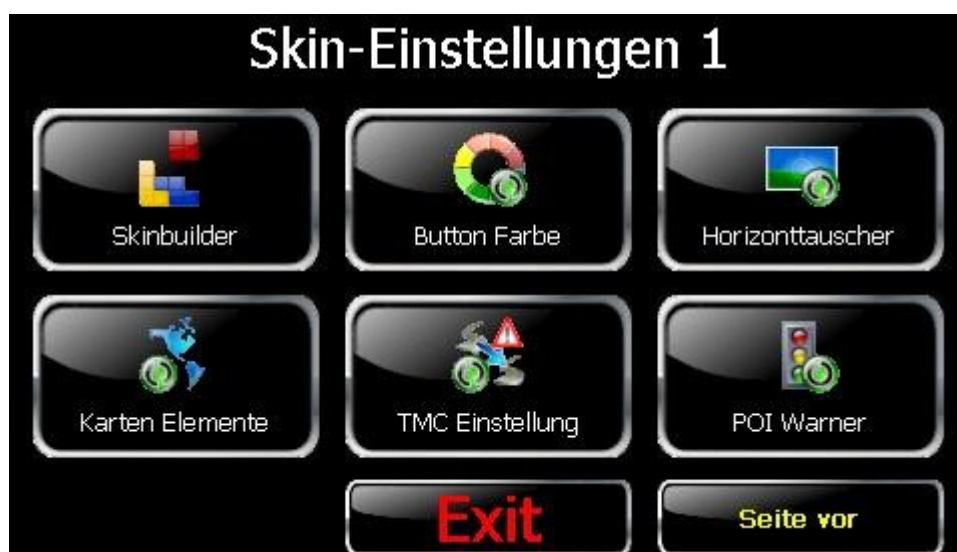 Skin-Einstellungen 1
Skinbuilder
Button Farbe
Horizonttauscher
Karten Elemente
TMC Einstellung
POI Warner
Exit
Seite vor